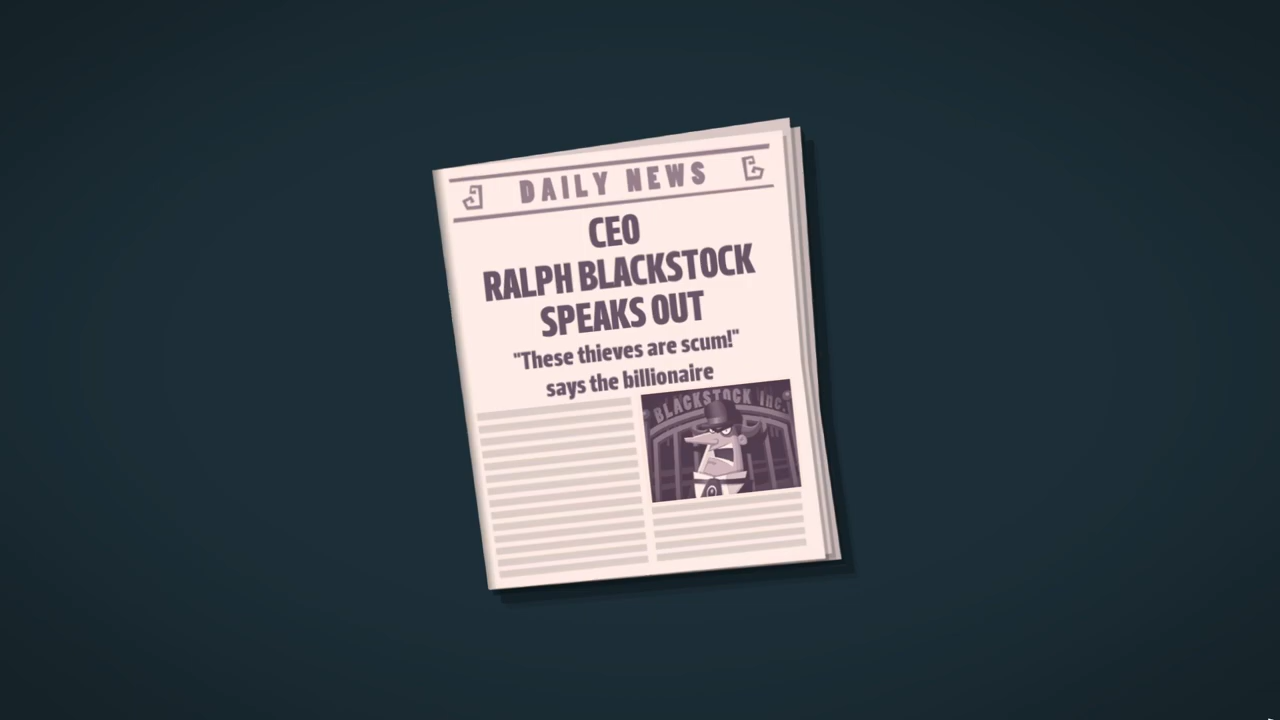 DAILY NEWS
CEO
RALPH BLACKSTOCK
SPEAKS OUT
"These thieves are scum!"
says the billionaire
BLACKSTOCK Inc.